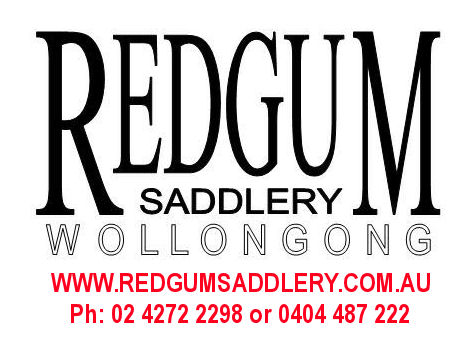 REDGUM
SADDLERY
WOLLONGONG
WWW.REDGUMSADDLERY.COM.AU
Ph: 02 4272 2298 or 0404 487 222